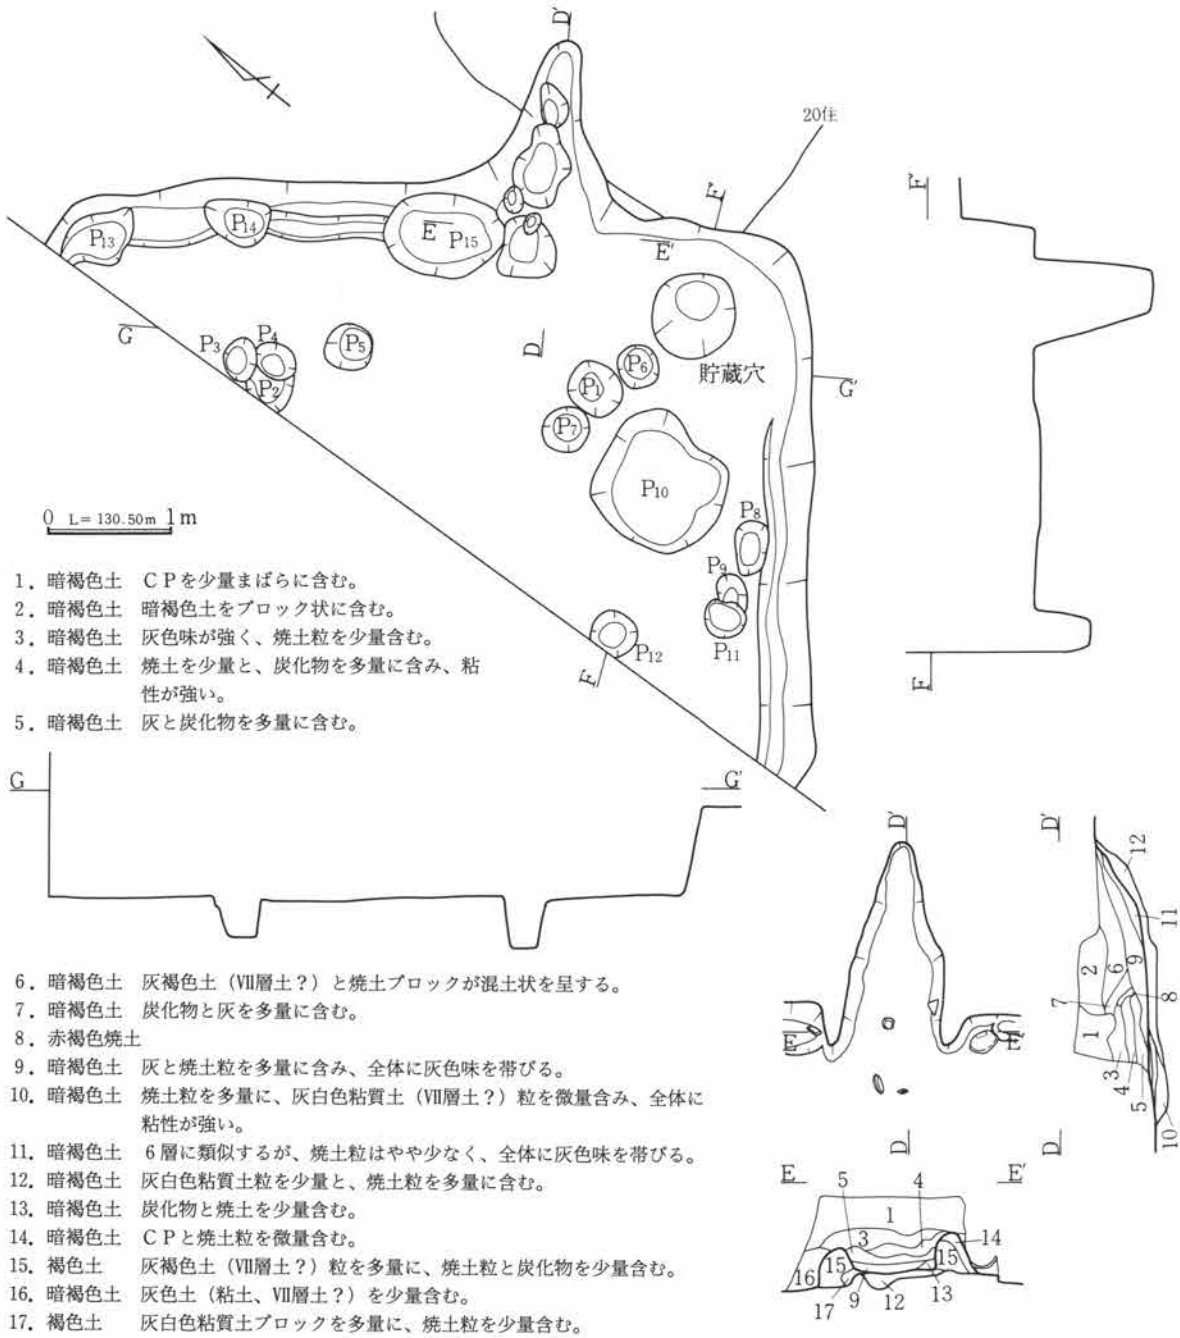 D′
20住
F′
F′
P13
P14
E P15
E′
G
P3
P4
P5
P2
D
P6
P1
貯蔵穴
G′
P7
P10
P8
P9
P11
P12
F
F
0 L=130.50m 1m
1. 暗褐色土 CPを少量まばらに含む。
2. 暗褐色土 暗褐色土をブロック状に含む。
3. 暗褐色土 灰色味が強く、焼土粒を少量含む。
4. 暗褐色土 焼土を少量と、炭化物を多量に含み、粘
性が強い。
5. 暗褐色土 灰と炭化物を多量に含む。
G
G′
6. 暗褐色土 灰褐色土(Ⅶ層土?)と焼土ブロックが混土状を呈する。
7. 暗褐色土 炭化物と灰を多量に含む。
8. 赤褐色焼土
9. 暗褐色土 灰と焼土粒を多量に含み、全体に灰色味を帯びる。
10. 暗褐色土 焼土粒を多量に、灰白色粘質土(Ⅶ層土?)粒を微量含み、全体に
粘性が強い。
11. 暗褐色土 6層に類似するが、焼土粒はやや少なく、全体に灰色味を帯びる。
12. 暗褐色土 灰白色粘質土粒を少量と、焼土粒を多量に含む。
13. 暗褐色土 炭化物と焼土を少量含む。
14. 暗褐色土 CPと焼土粒を微量含む。
15. 褐色土 灰褐色土(Ⅶ層土?)粒を多量に、焼土粒と炭化物を少量含む。
16. 暗褐色土 灰色土(粘土、Ⅶ層土?)を少量含む。
17. 褐色土 灰白色粘質土ブロックを多量に、焼土粒を少量含む。
D′
E
E′
D
D′
12
11
2
6
9
8
7
1
3
4
5
10
D
E
E′
5
4
1
3
14
15
15
16
17
9
12
13